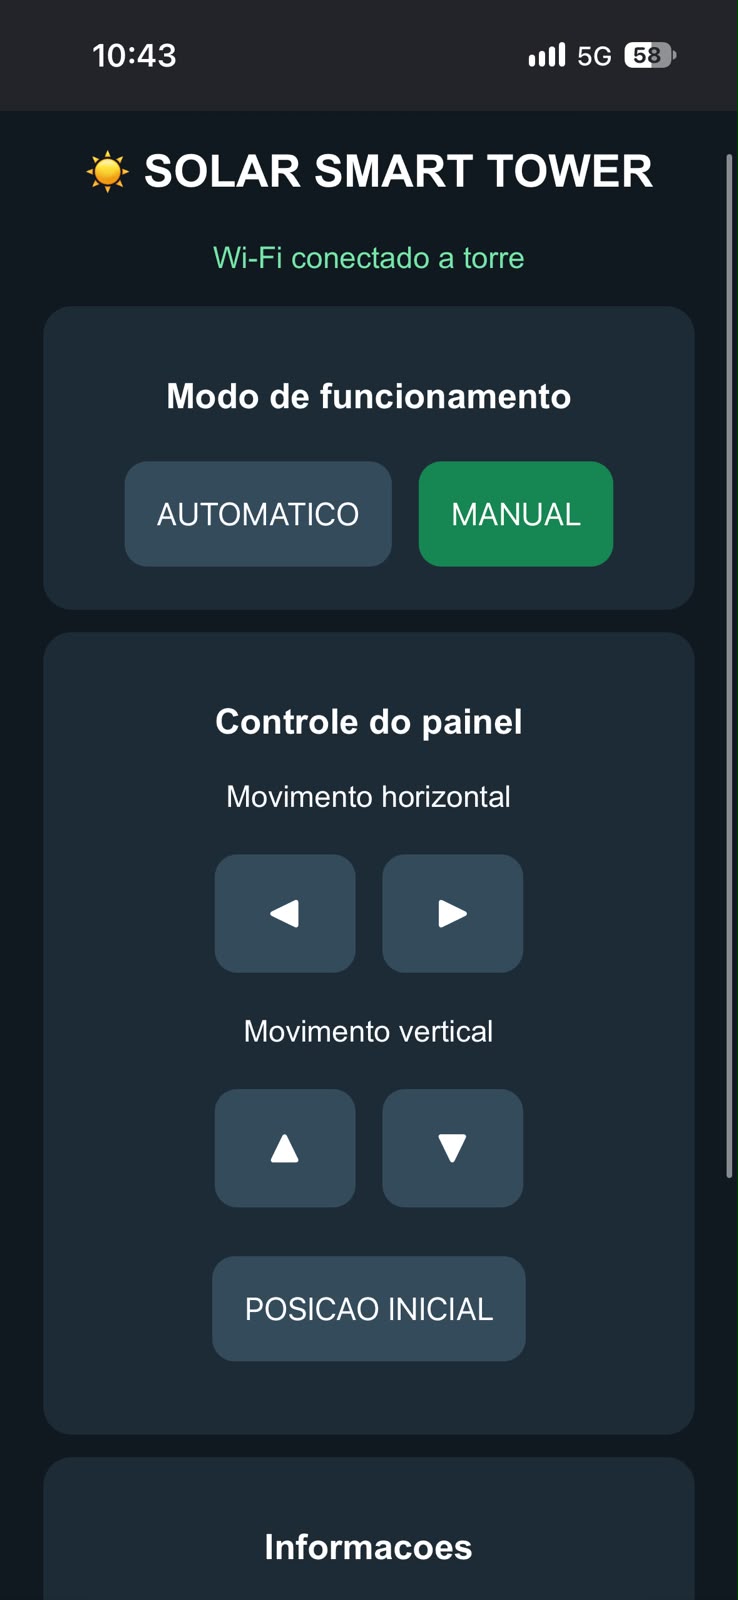 10:43 5G 58
☀️ SOLAR SMART TOWER
Wi-Fi conectado a torre
Modo de funcionamento
AUTOMATICO MANUAL
Controle do painel
Movimento horizontal
◀ ▶
Movimento vertical
▲ ▼
POSICAO INICIAL
Informacoes